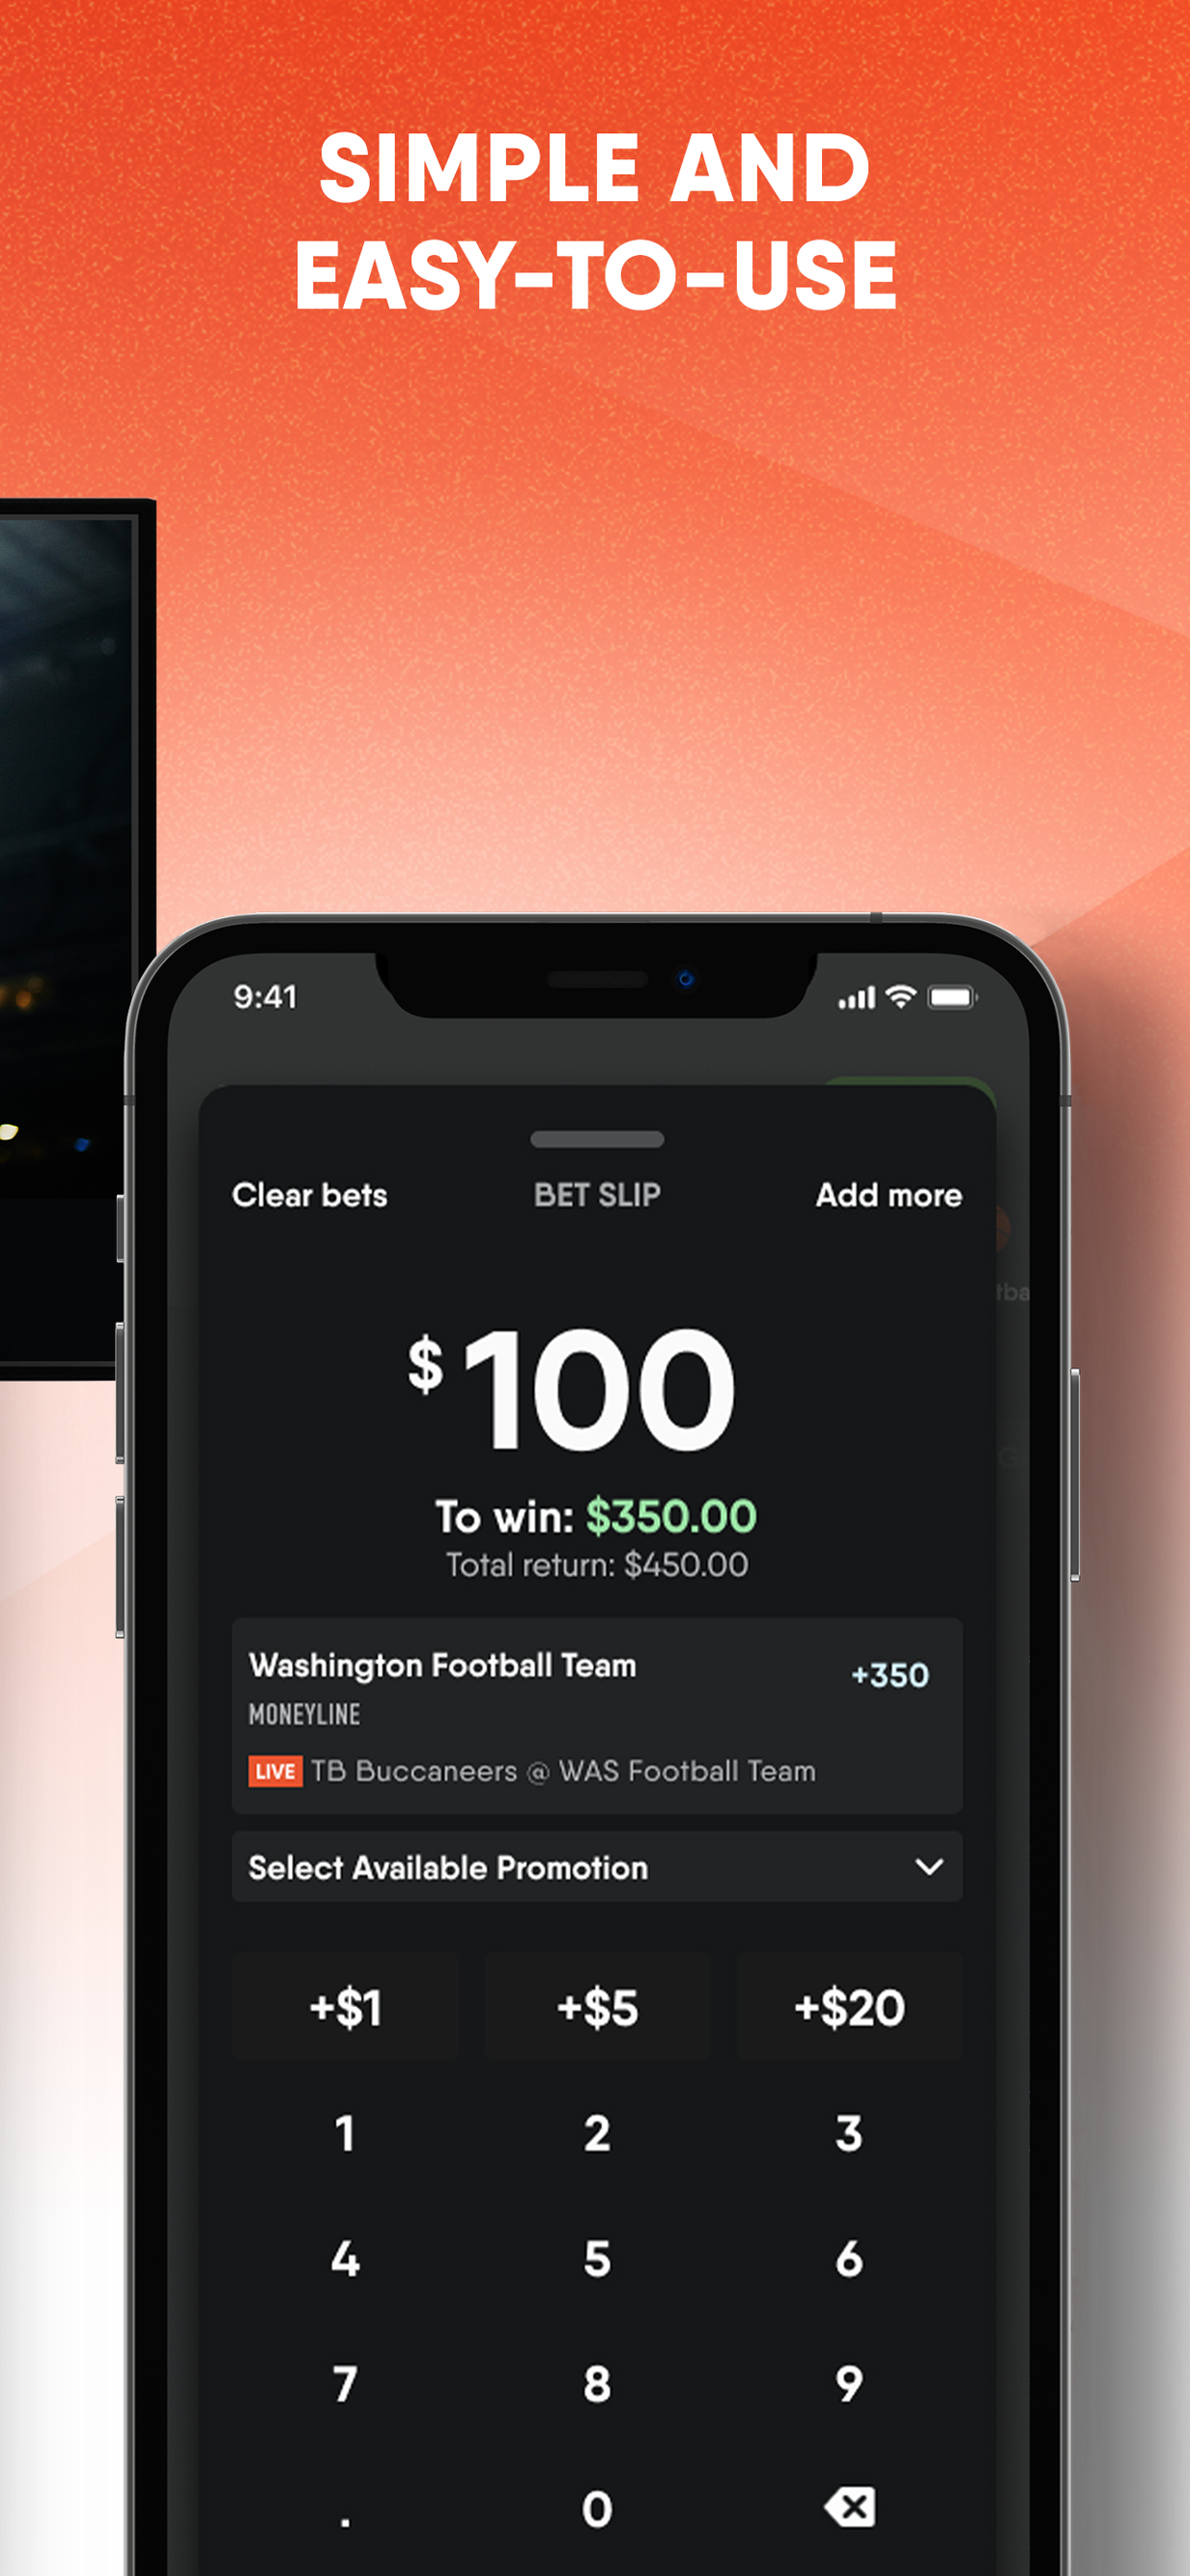 SIMPLE AND
EASY-TO-USE
9:41
Clear bets BET SLIP Add more
$100
To win: $350.00
Total return: $450.00
Washington Football Team +350
MONEYLINE
LIVE TB Buccaneers @ WAS Football Team
Select Available Promotion
+$1 +$5 +$20
1 2 3
4 5 6
7 8 9
. 0